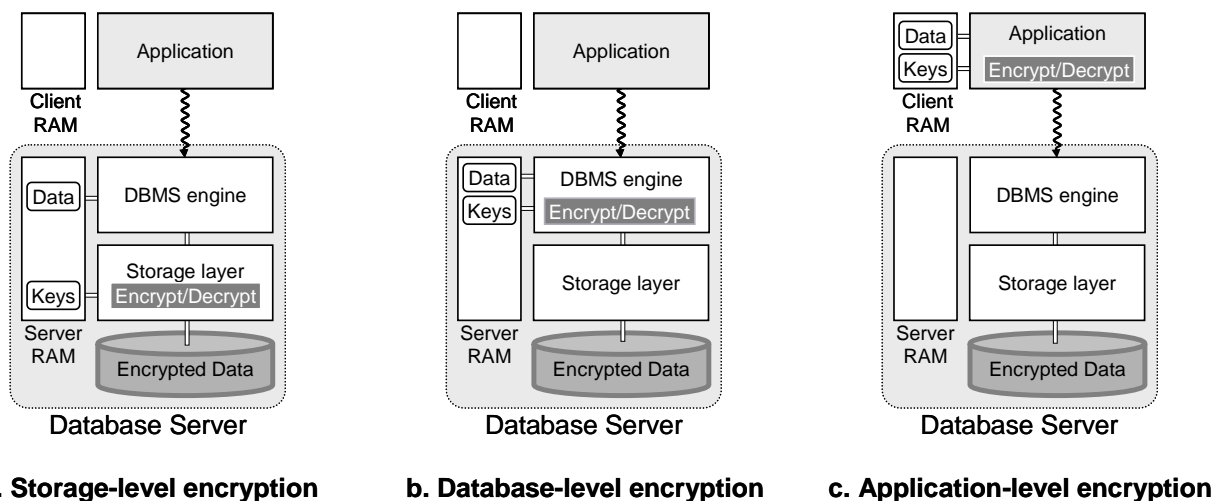 Application
Client
RAM
Data
DBMS engine
Storage layer
Keys
Encrypt/Decrypt
Server
RAM
Encrypted Data
Database Server
. Storage-level encryption
Application
Client
RAM
Data
DBMS engine
Keys
Encrypt/Decrypt
Storage layer
Server
RAM
Encrypted Data
Database Server
b. Database-level encryption
Data
Application
Keys
Encrypt/Decrypt
Client
RAM
DBMS engine
Storage layer
Server
RAM
Encrypted Data
Database Server
c. Application-level encryption